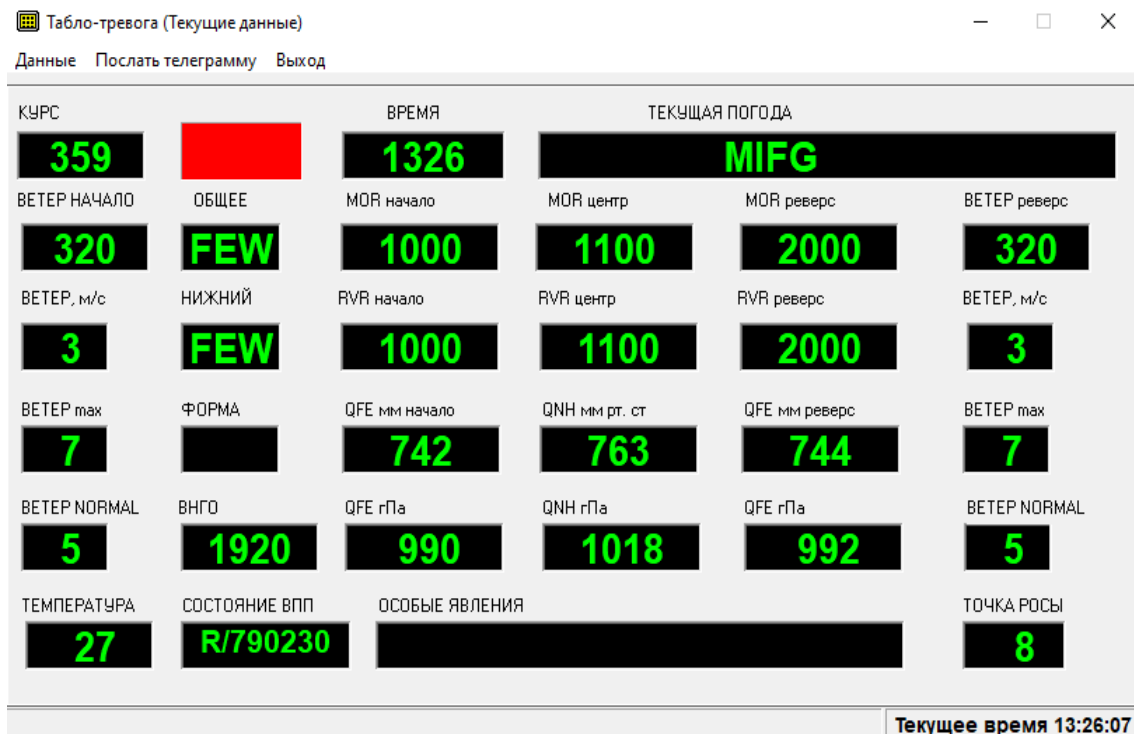 Табло-тревога (Текущие данные)
Данные Послать телеграмму Выход
КУРС ВРЕМЯ ТЕКУЩАЯ ПОГОДА
359 1326 MIFG
ВЕТЕР НАЧАЛО ОБЩЕЕ MOR начало MOR центр MOR реверс ВЕТЕР реверс
320 FEW 1000 1100 2000 320
ВЕТЕР, м/с НИЖНИЙ RVR начало RVR центр RVR реверс ВЕТЕР, м/с
3 FEW 1000 1100 2000 3
ВЕТЕР max ФОРМА QFE мм начало QNH мм рт. ст QFE мм реверс ВЕТЕР max
7 742 763 744 7
ВЕТЕР NORMAL ВНГО QFE гПа QNH гПа QFE гПа ВЕТЕР NORMAL
5 1920 990 1018 992 5
ТЕМПЕРАТУРА СОСТОЯНИЕ ВПП ОСОБЫЕ ЯВЛЕНИЯ ТОЧКА РОСЫ
27 R/790230 8
Текущее время 13:26:07